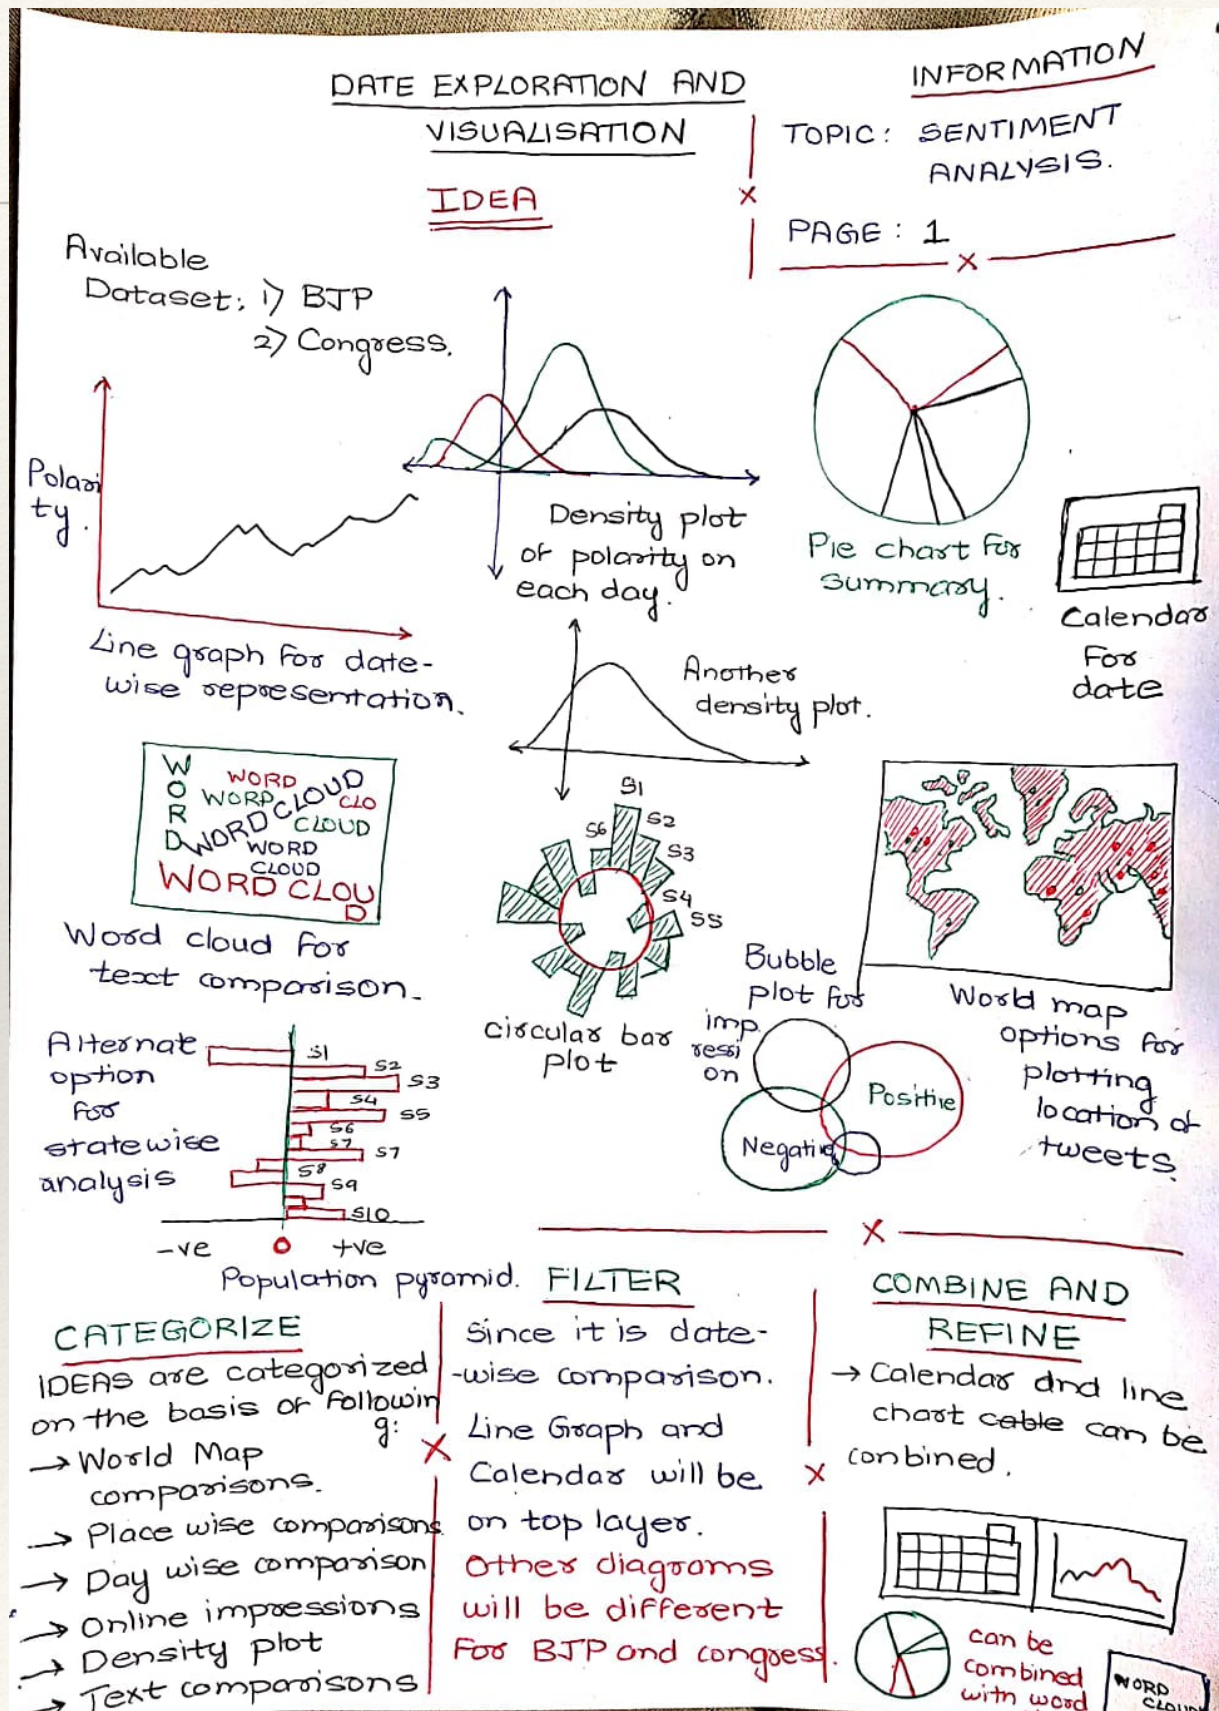 DATE EXPLORATION AND
VISUALISATION
IDEA
INFORMATION
TOPIC: SENTIMENT
ANALYSIS.
PAGE: 1
Available
Dataset: 1) BJP
2) Congress.
Polari
ty.
Line graph for date-
wise representation.
Density plot
of polarity on
each day.
Pie chart for
summary.
Calendar
For
date
Another
density plot.
W
O
R
D
WORD
WORD
CLOUD
CLO
WORD
CLOUD
WORD
CLOUD
WORD CLOU
D
Word cloud for
text comparison.
S1
S2
S3
S4
S5
S6
circular bar
plot
Bubble
plot for
imp
ressi
on
Positive
Negative
World map
options for
plotting
location of
tweets.
Alternate
option
for
statewise
analysis
S1
S2
S3
S4
S5
S6
S7
S7
S8
S9
S10
-ve 0 +ve
Population pyramid.
CATEGORIZE
IDEAS are categorized
on the basis of followin
g:
→ World Map
comparisons.
→ Place wise comparisons
→ Day wise comparison
→ Online impressions
→ Density plot
→ Text comparisons
FILTER
Since it is date-
-wise comparison.
Line Graph and
Calendar will be
on top layer.
Other diagrams
will be different
For BJP and congress.
COMBINE AND
REFINE
→ Calendar and line
chart cable can be
combined.
can be
combined
with word
WORD
CLOUD